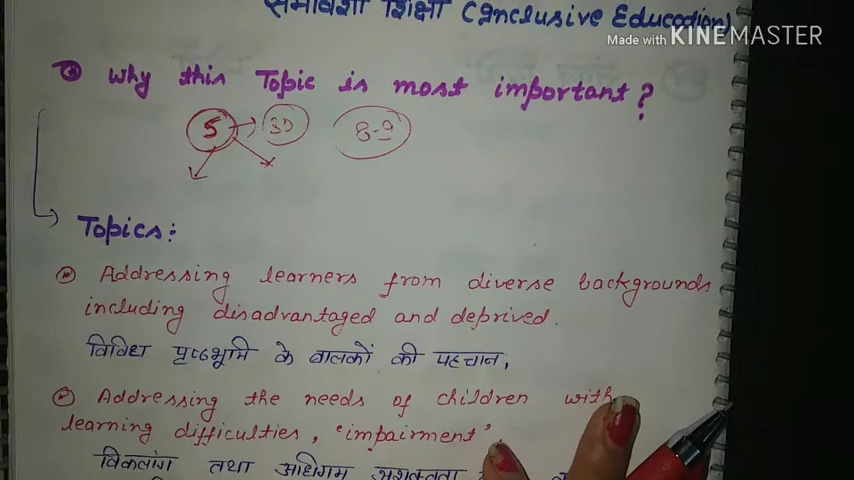 समावेशी शिक्षा (Inclusive Education)
Made with KINEMASTER
Why this Topic is most important?
5 30 8-9
Topics:
Addressing learners from diverse backgrounds
including disadvantaged and deprived.
विविध पृष्ठभूमि के बालकों की पहचान,
Addressing the needs of children with
learning difficulties, 'impairment'
विकलांग तथा अधिगम अशक्तता